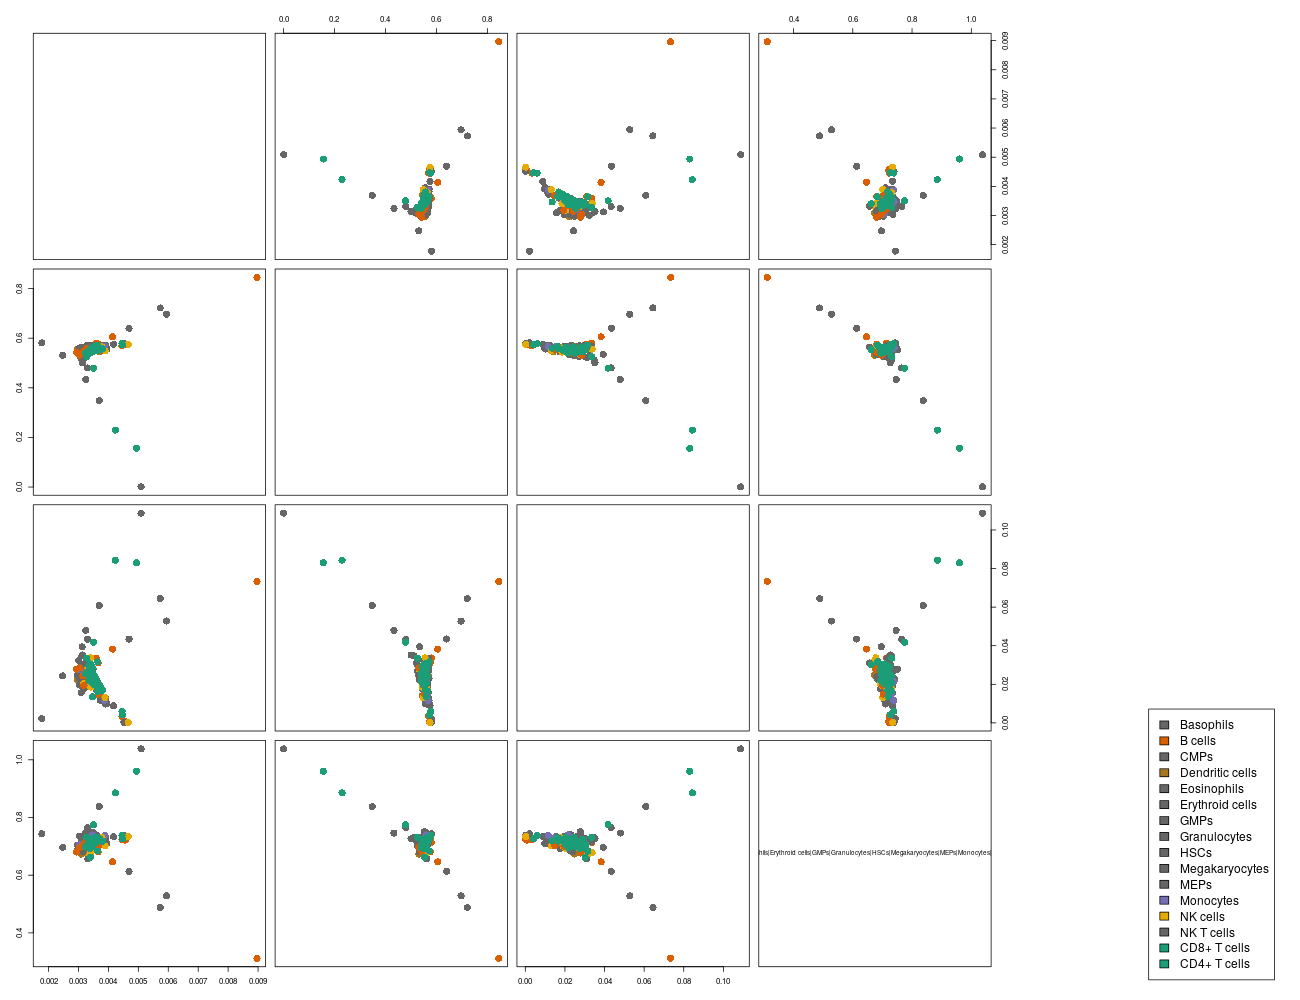 0.0 0.2 0.4 0.6 0.8
0.4 0.6 0.8 1.0
0.002 0.003 0.004 0.005 0.006 0.007 0.008 0.009
0.0 0.2 0.4 0.6 0.8
0.00 0.02 0.04 0.06 0.08 0.10
0.4 0.6 0.8 1.0
hils|Erythroid cells|GMPs|Granulocytes|HSCs|Megakaryocytes|MEPs|Monocytes|
0.002 0.003 0.004 0.005 0.006 0.007 0.008 0.009
0.00 0.02 0.04 0.06 0.08 0.10
Basophils
B cells
CMPs
Dendritic cells
Eosinophils
Erythroid cells
GMPs
Granulocytes
HSCs
Megakaryocytes
MEPs
Monocytes
NK cells
NK T cells
CD8+ T cells
CD4+ T cells